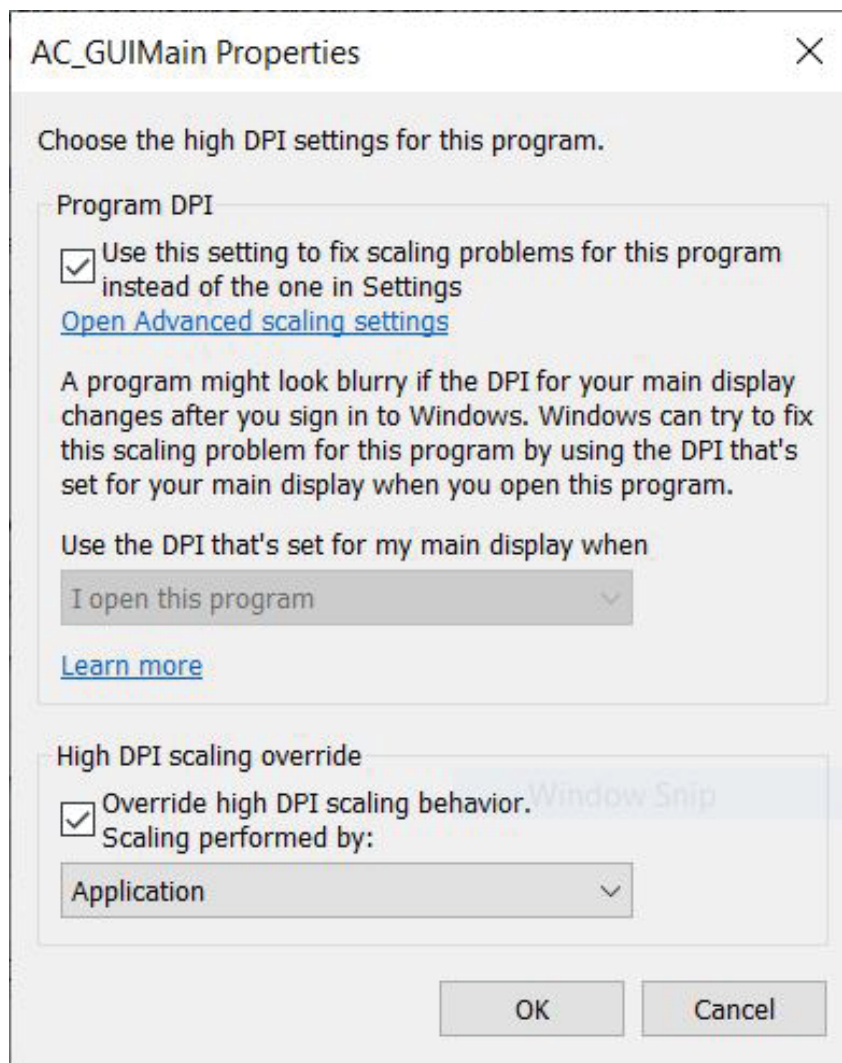 AC_GUIMain Properties
Choose the high DPI settings for this program.
Program DPI
Use this setting to fix scaling problems for this program
instead of the one in Settings
Open Advanced scaling settings
A program might look blurry if the DPI for your main display
changes after you sign in to Windows. Windows can try to fix
this scaling problem for this program by using the DPI that's
set for your main display when you open this program.
Use the DPI that's set for my main display when
I open this program
Learn more
High DPI scaling override
Override high DPI scaling behavior.
Window Snip
Scaling performed by:
Application
OK
Cancel